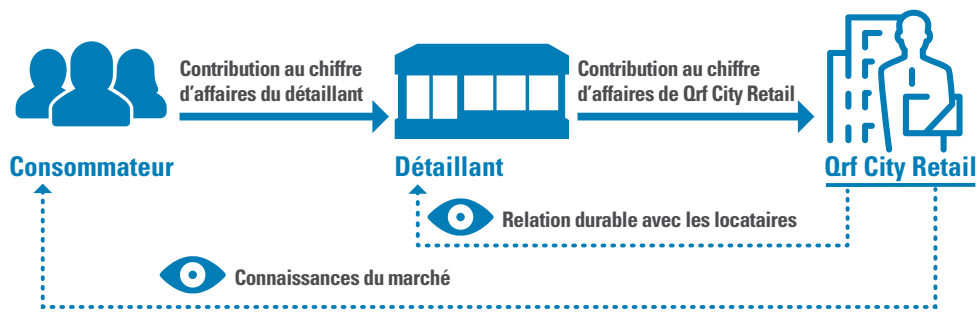 Contribution au chiffre
d'affaires du détaillant
Contribution au chiffre
d'affaires de Qrf City Retail
Consommateur
Détaillant
Qrf City Retail
Relation durable avec les locataires
Connaissances du marché